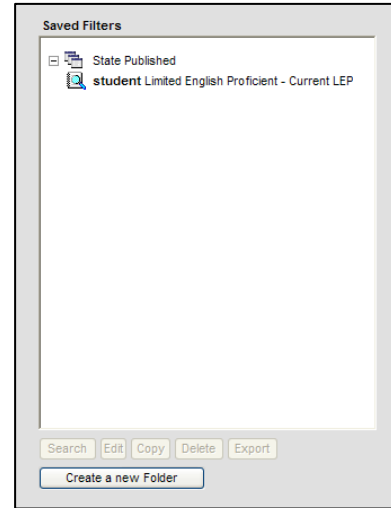 Saved Filters
State Published
student Limited English Proficient - Current LEP
Search Edit Copy Delete Export
Create a new Folder